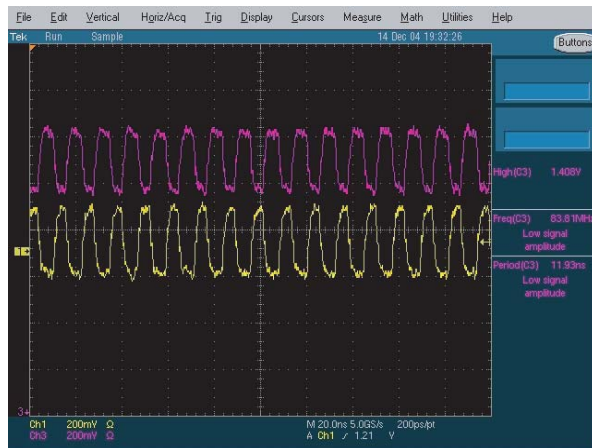 File Edit Vertical Horiz/Acq Trig Display Cursors Measure Math Utilities Help
Tek Run Sample 14 Dec 04 19:32:26 Buttons
High(C3) 1.408V
Freq(C3) 83.81MHz
Low signal
amplitude
Period(C3) 11.93ns
Low signal
amplitude
1
3
Ch1 200mV Ω M 20.0ns 5.0GS/s 200ps/pt
Ch3 200mV Ω A Ch1 ⁄ 1.21 V